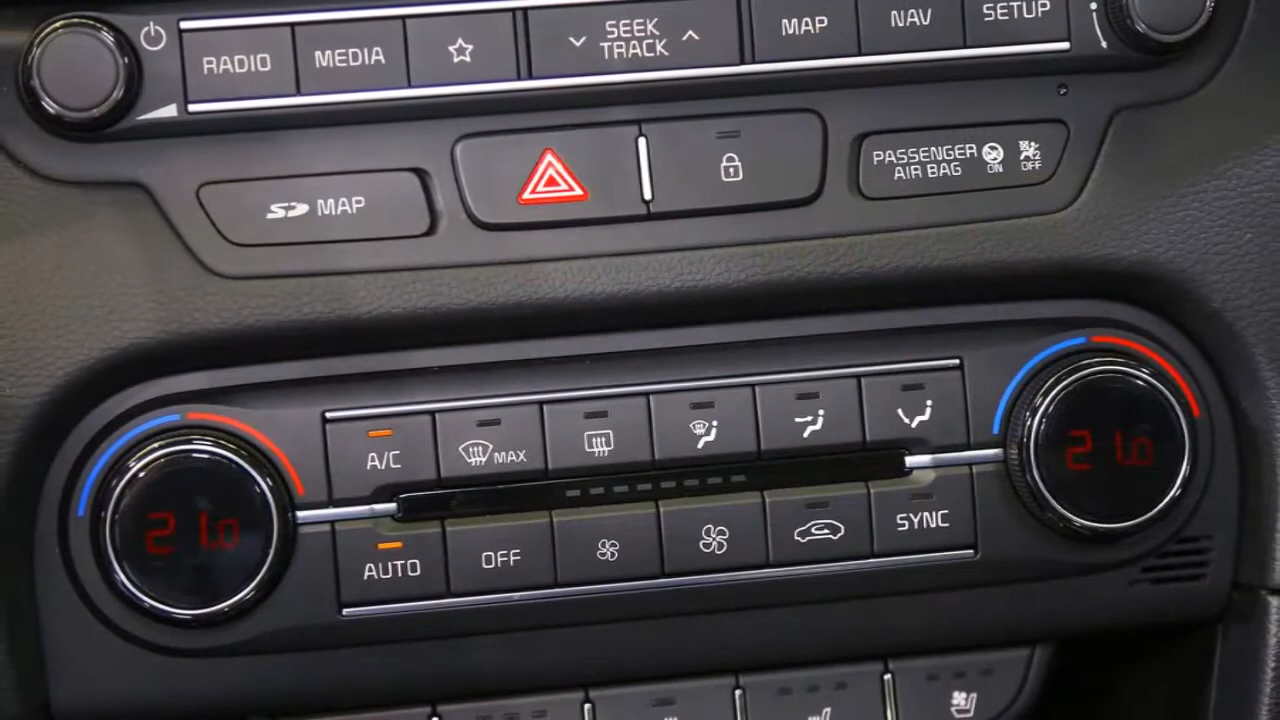 RADIO
MEDIA
SEEK
TRACK
MAP
NAV
SETUP
SD MAP
PASSENGER
AIR BAG
ON
OFF
A/C
MAX
21.0
21.0
AUTO
OFF
SYNC